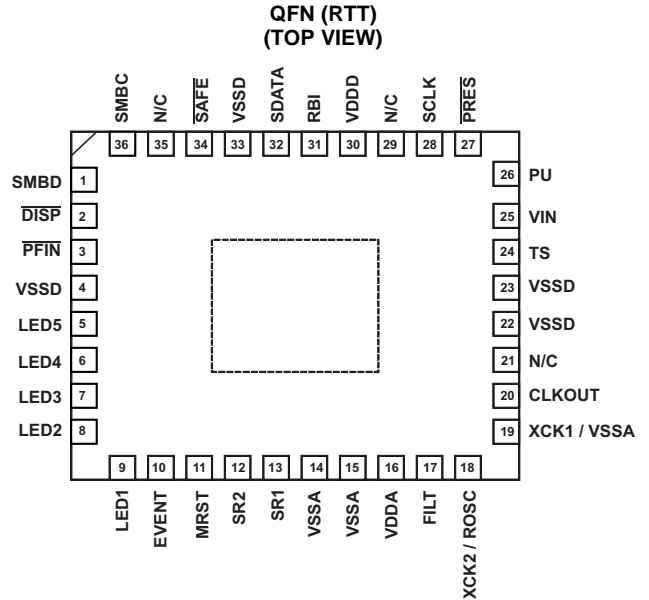 QFN (RTT)
(TOP VIEW)
SMBC
N/C
SAFE
VSSD
SDATA
RBI
VDDD
N/C
SCLK
PRES
36 35 34 33 32 31 30 29 28 27
SMBD 1
DISP 2
PFIN 3
VSSD 4
LED5 5
LED4 6
LED3 7
LED2 8
26 PU
25 VIN
24 TS
23 VSSD
22 VSSD
21 N/C
20 CLKOUT
19 XCK1 / VSSA
9 10 11 12 13 14 15 16 17 18
LED1
EVENT
MRST
SR2
SR1
VSSA
VSSA
VDDA
FILT
XCK2 / ROSC